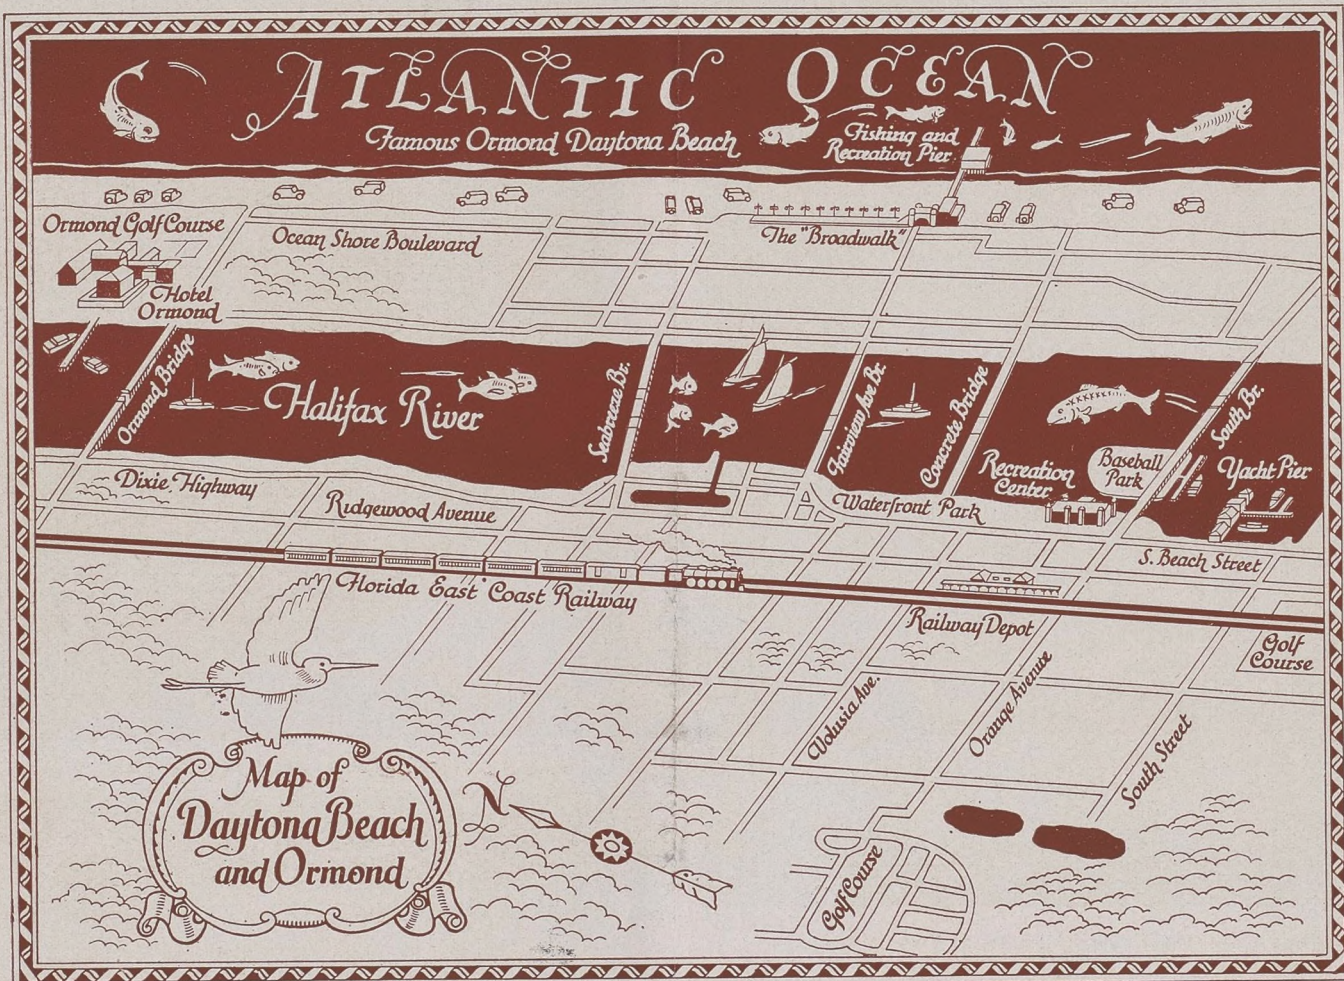 ATLANTIC OCEAN
Famous Ormond Daytona Beach
Fishing and
Recreation Pier
Ormond Golf Course
Ocean Shore Boulevard
The "Broadwalk"
Hotel
Ormond
Ormond Bridge
Halifax River
Seabreeze Br.
Fairview Ave Br.
Concrete Bridge
South Br.
Recreation
Center
Baseball
Park
Yacht Pier
Dixie Highway
Ridgewood Avenue
Waterfront Park
S. Beach Street
Florida East Coast Railway
Railway Depot
Golf
Course
Volusia Ave.
Orange Avenue
South Street
Map of
Daytona Beach
and Ormond
N
Golf Course